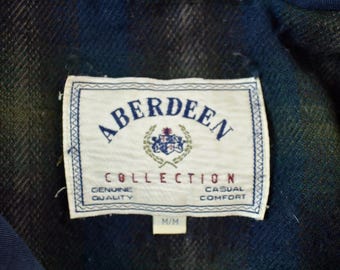 ABERDEEN
COLLECTION
GENUINE CASUAL
QUALITY COMFORT
M/M